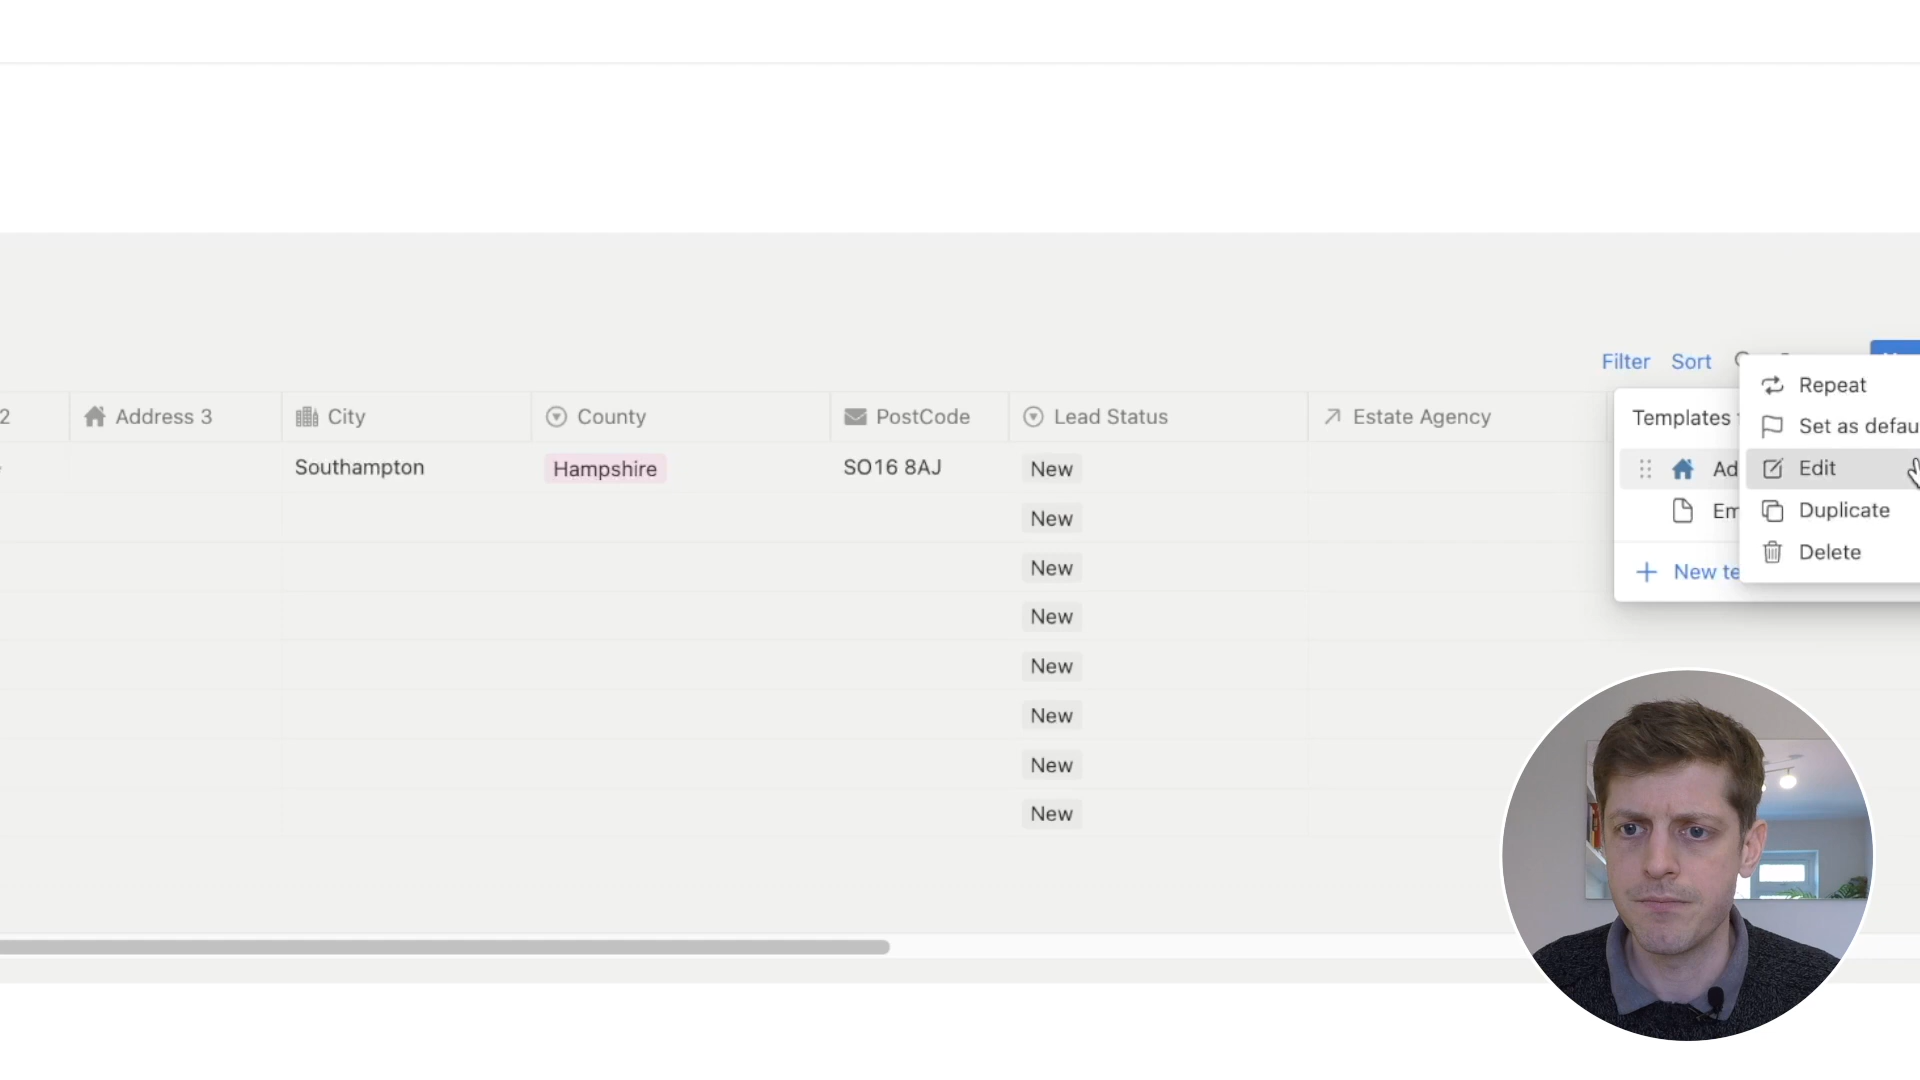 Filter Sort
2 Address 3 City County PostCode Lead Status Estate Agency
Southampton Hampshire SO16 8AJ New
New
New
New
New
New
New
New
Templates
Ad
Em
New te
Repeat
Set as defau
Edit
Duplicate
Delete